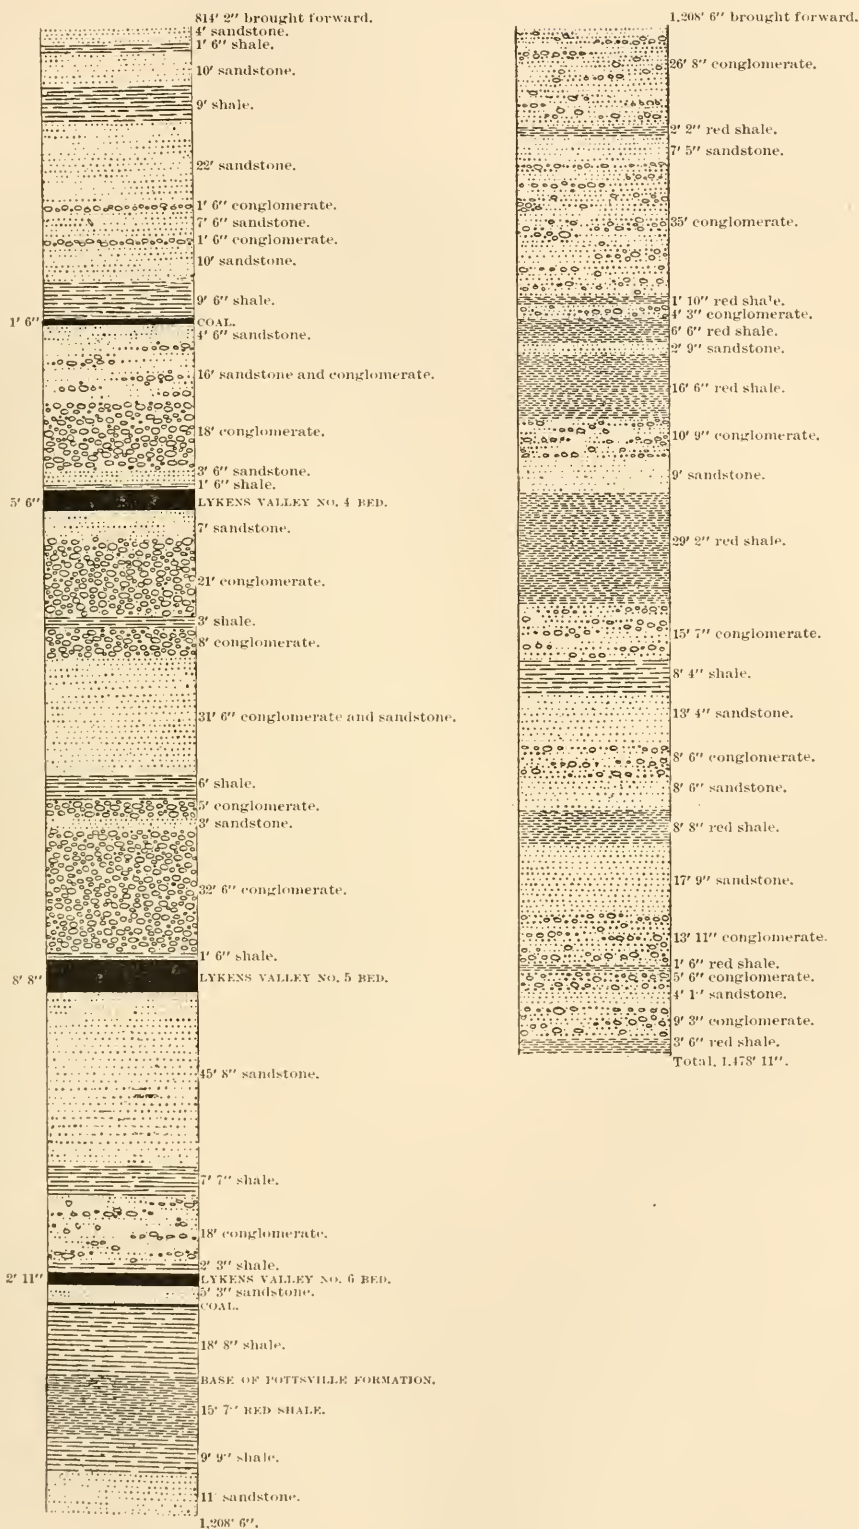 814' 2" brought forward.
4' sandstone.
1' 6" shale.
10' sandstone.
9' shale.
22' sandstone.
1' 6" conglomerate.
7' 6" sandstone.
1' 6" conglomerate.
10' sandstone.
9' 6" shale.
1' 6" COAL.
4' 6" sandstone.
16' sandstone and conglomerate.
18' conglomerate.
3' 6" sandstone.
1' 6" shale.
5' 6" LYKENS VALLEY NO. 4 BED.
7' sandstone.
21' conglomerate.
3' shale.
8' conglomerate.
31' 6" conglomerate and sandstone.
6' shale.
5' conglomerate.
3' sandstone.
32' 6" conglomerate.
1' 6" shale.
8' 8" LYKENS VALLEY NO. 5 BED.
45' 8" sandstone.
7' 7" shale.
18' conglomerate.
2' 3" shale.
2' 11" LYKENS VALLEY NO. 6 BED.
5' 3" sandstone.
COAL.
18' 8" shale.
BASE OF POTTSVILLE FORMATION.
15' 7" RED SHALE.
9' 9" shale.
11' sandstone.
1,208' 6".
1,208' 6" brought forward.
26' 8" conglomerate.
2' 2" red shale.
7' 5" sandstone.
35' conglomerate.
1' 10" red shale.
4' 3" conglomerate.
6' 6" red shale.
2' 9" sandstone.
16' 6" red shale.
10' 9" conglomerate.
9' sandstone.
29' 2" red shale.
15' 7" conglomerate.
8' 4" shale.
13' 4" sandstone.
8' 6" conglomerate.
8' 6" sandstone.
8' 8" red shale.
17' 9" sandstone.
13' 11" conglomerate.
1' 6" red shale.
5' 6" conglomerate.
4' 1" sandstone.
9' 3" conglomerate.
3' 6" red shale.
Total, 1,478' 11".